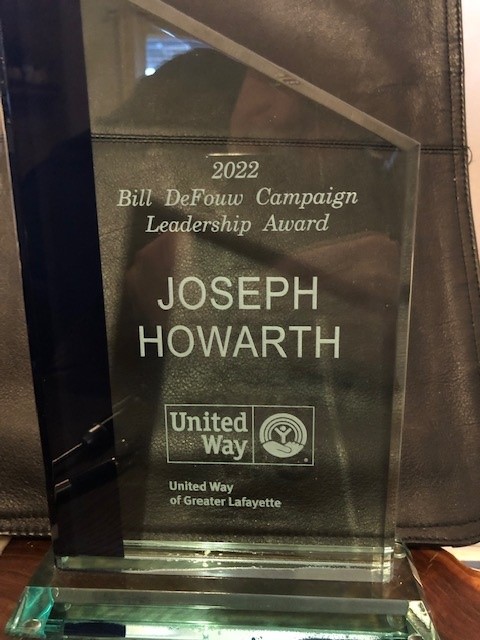 2022
Bill DeFouw Campaign
Leadership Award
JOSEPH
HOWARTH
United
Way
United Way
of Greater Lafayette